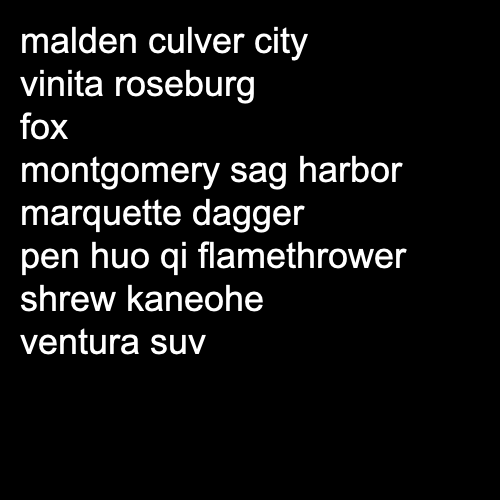 malden culver city
vinita roseburg
fox
montgomery sag harbor
marquette dagger
pen huo qi flamethrower
shrew kaneohe
ventura suv